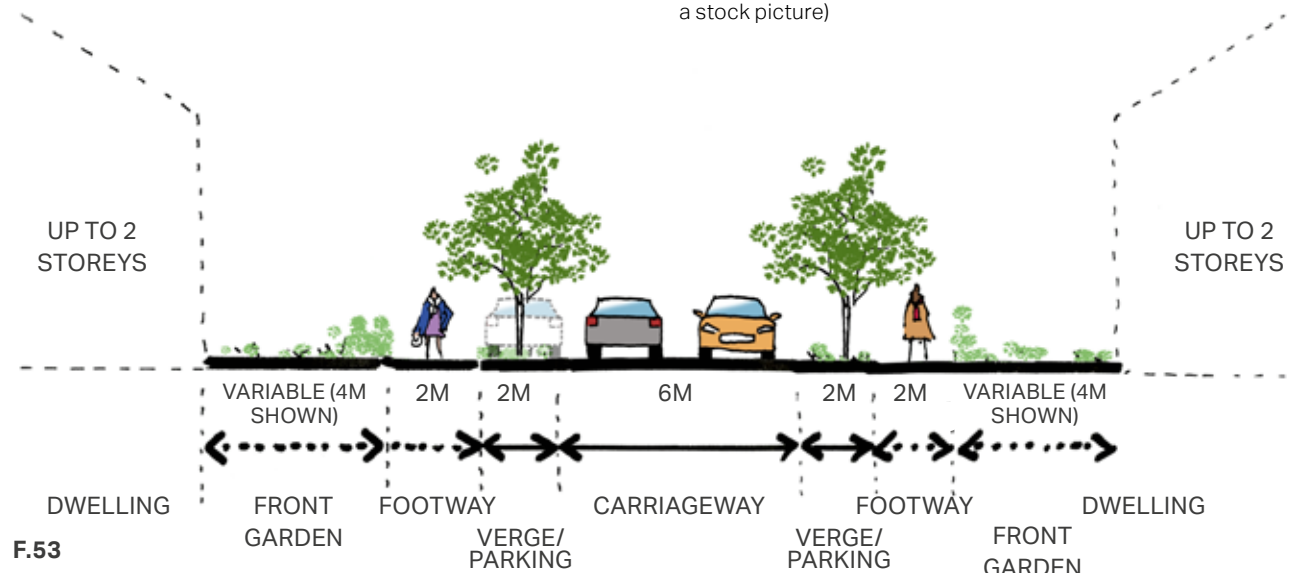 a stock picture)
UP TO 2
STOREYS
UP TO 2
STOREYS
VARIABLE (4M
SHOWN)
2M
2M
6M
2M
2M
VARIABLE (4M
SHOWN)
DWELLING
FRONT
GARDEN
FOOTWAY
VERGE/
PARKING
CARRIAGEWAY
VERGE/
PARKING
FOOTWAY
FRONT
GARDEN
DWELLING
F.53